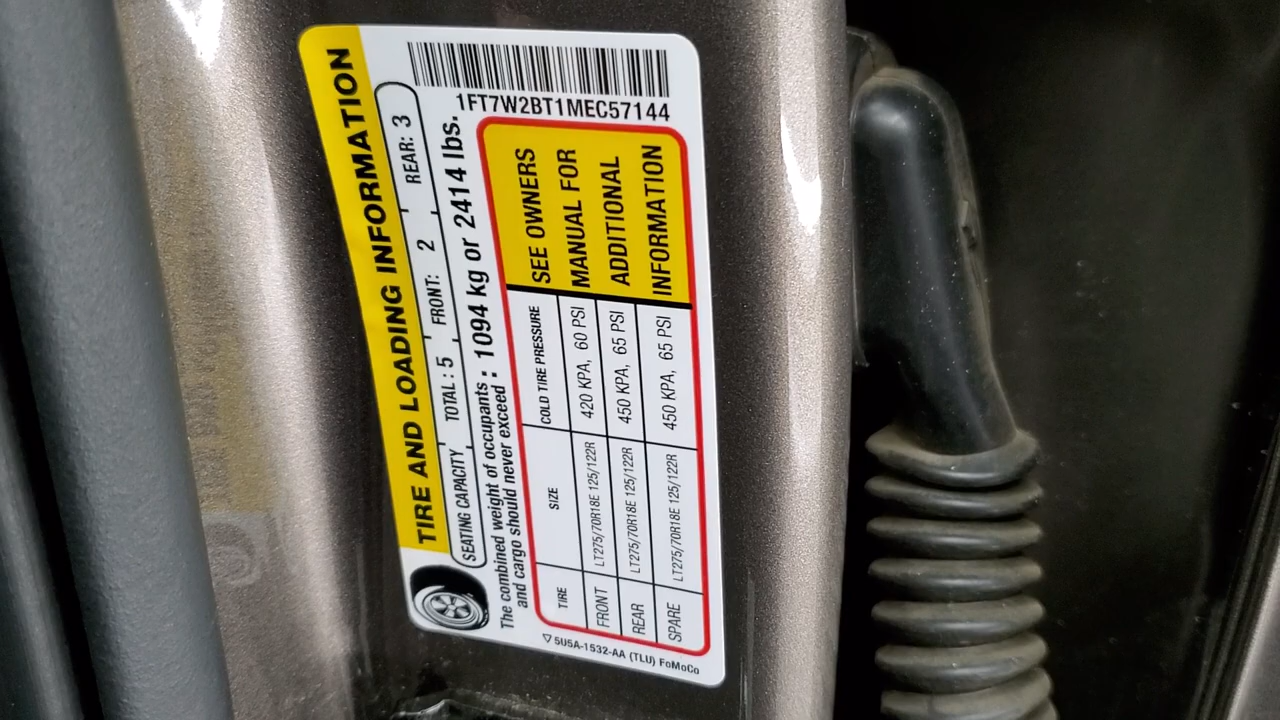 TIRE AND LOADING INFORMATION
SEATING CAPACITY TOTAL : 5 FRONT: 2 REAR: 3
The combined weight of occupants
and cargo should never exceed : 1094 kg or 2414 lbs.
1FT7W2BT1MEC57144
TIRE SIZE COLD TIRE PRESSURE
FRONT LT275/70R18E 125/122R 420 KPA, 60 PSI
REAR LT275/70R18E 125/122R 450 KPA, 65 PSI
SPARE LT275/70R18E 125/122R 450 KPA, 65 PSI
SEE OWNERS
MANUAL FOR
ADDITIONAL
INFORMATION
5U5A-1532-AA (TLU) FoMoCo